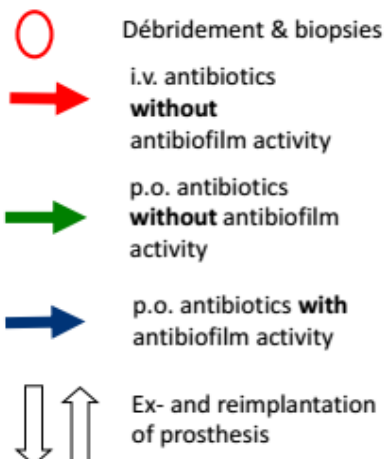 Débridement & biopsies
i.v. antibiotics
without
antibiofilm activity
p.o. antibiotics
without antibiofilm
activity
p.o. antibiotics with
antibiofilm activity
Ex- and reimplantation
of prosthesis